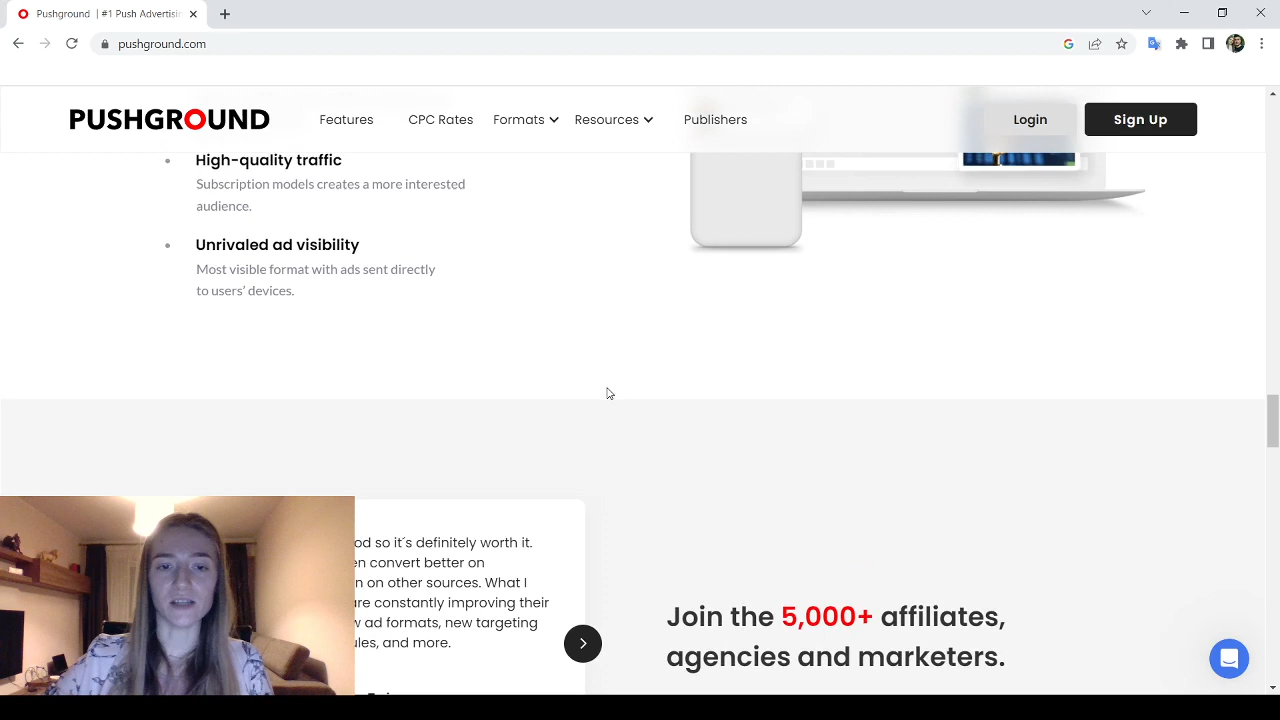 Pushground | #1 Push Advertisin
pushground.com
PUSHGROUND
Features
CPC Rates
Formats
Resources
Publishers
Login
Sign Up
High-quality traffic
Subscription models creates a more interested
audience.
Unrivaled ad visibility
Most visible format with ads sent directly
to users’ devices.
od so it´s definitely worth it.
en convert better on
n on other sources. What I
are constantly improving their
w ad formats, new targeting
ules, and more.
Join the 5,000+ affiliates,
agencies and marketers.